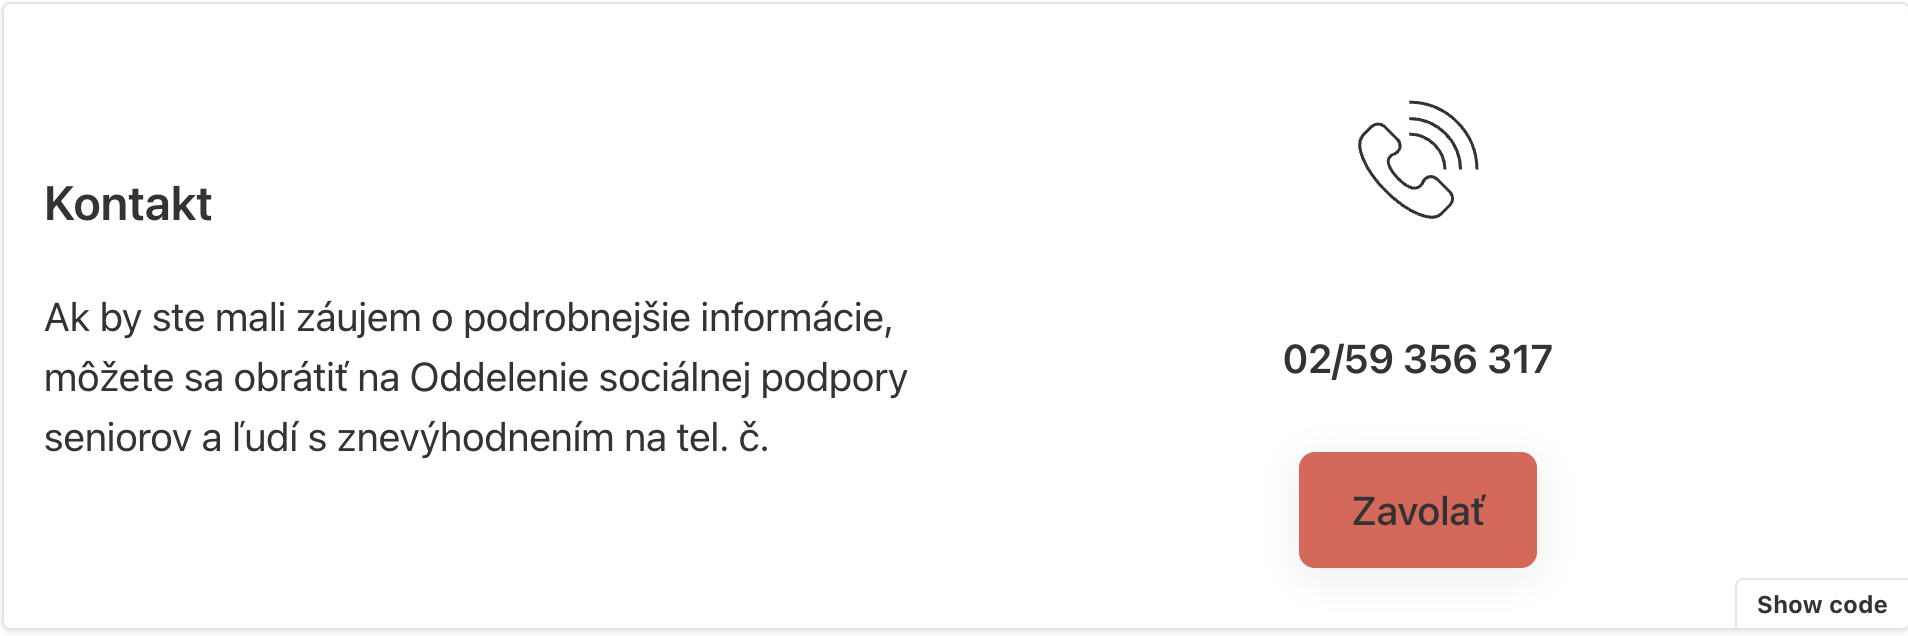 Kontakt
Ak by ste mali záujem o podrobnejšie informácie,
môžete sa obrátiť na Oddelenie sociálnej podpory
seniorov a ľudí s znevýhodnením na tel. č.
02/59 356 317
Zavolať
Show code